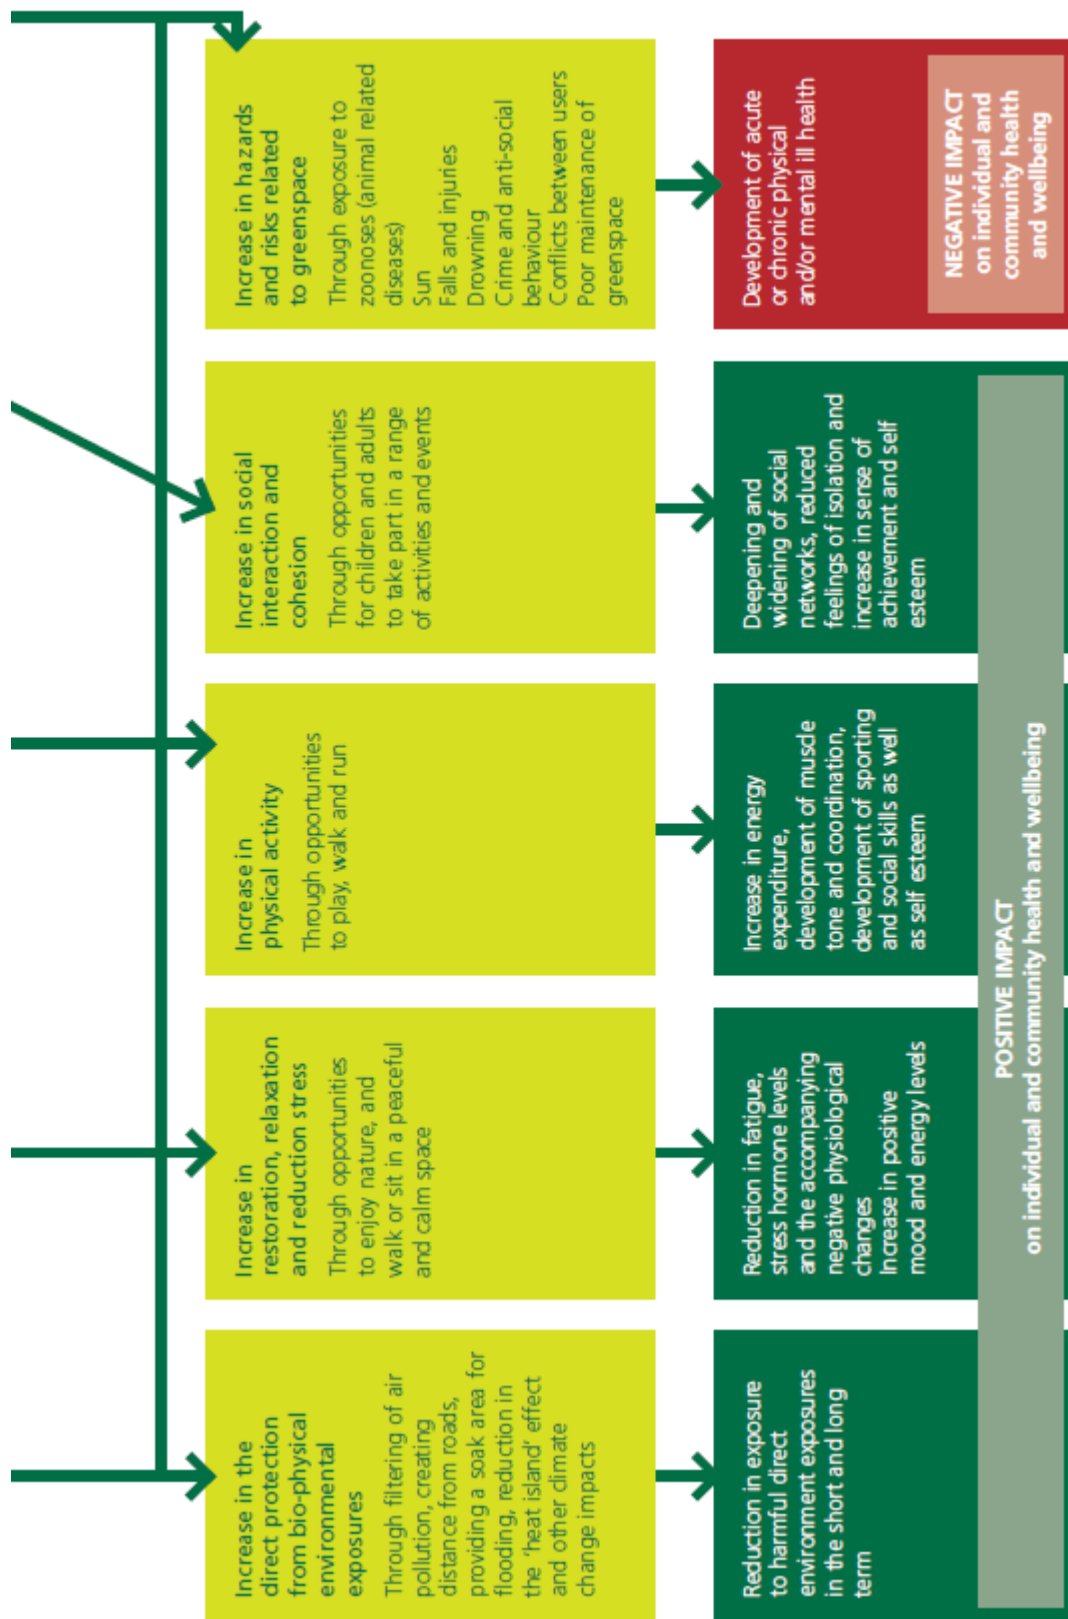 Increase in the
direct protection
from bio-physical
environmental
exposures
Through filtering of air
pollution, creating
distance from roads,
providing a soak area for
flooding, reduction in
the 'heat island' effect
and other climate
change impacts
Increase in
restoration, relaxation
and reduction stress
Through opportunities
to enjoy nature, and
walk or sit in a peaceful
and calm space
Increase in
physical activity
Through opportunities
to play, walk and run
Increase in social
interaction and
cohesion
Through opportunities
for children and adults
to take part in a range
of activities and events
Increase in hazards
and risks related
to greenspace
Through exposure to
zoonoses (animal related
diseases)
Sun
Falls and injuries
Drowning
Crime and anti-social
behaviour
Conflicts between users
Poor maintenance of
greenspace
Reduction in exposure
to harmful direct
environment exposures
in the short and long
term
Reduction in fatigue,
stress hormone levels
and the accompanying
negative physiological
changes
Increase in positive
mood and energy levels
Increase in energy
expenditure,
development of muscle
tone and coordination,
development of sporting
and social skills as well
as self esteem
Deepening and
widening of social
networks, reduced
feelings of isolation and
increase in sense of
achievement and self
esteem
Development of acute
or chronic physical
and/or mental ill health
POSITIVE IMPACT
on individual and community health and wellbeing
NEGATIVE IMPACT
on individual and
community health
and wellbeing